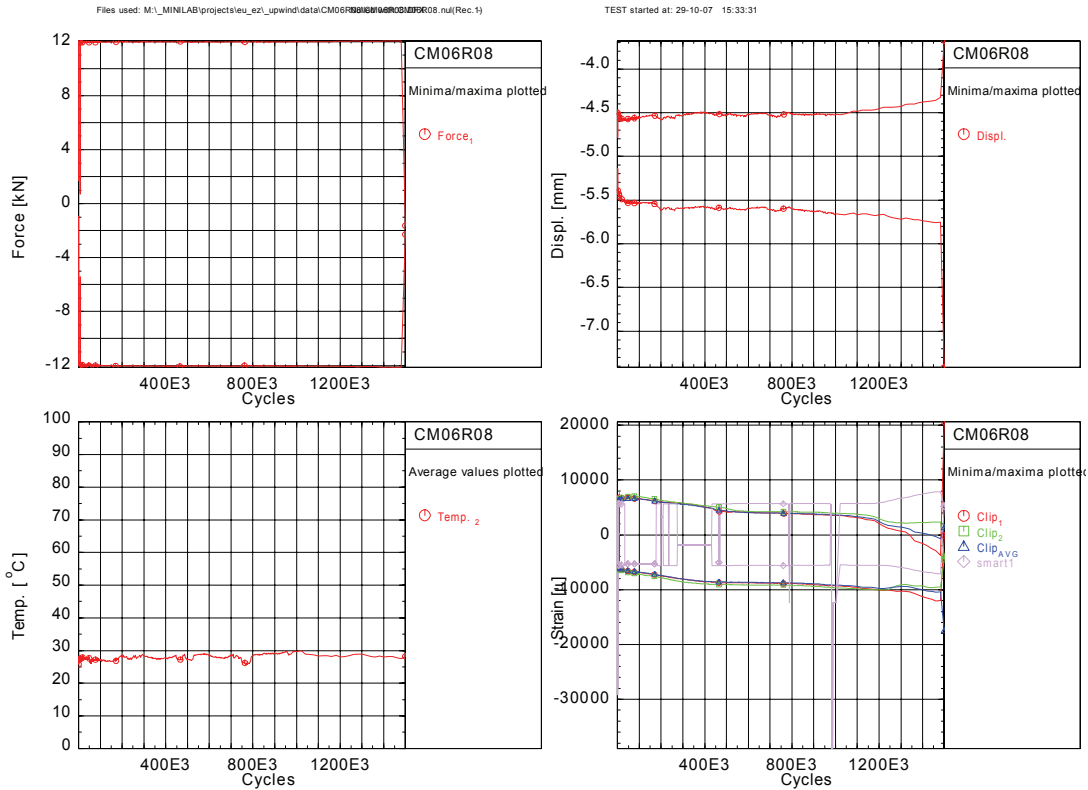 Files used: M:\_MINILAB\projects\eu_ez\_upwind\data\CM06R08.nul(Rec.1-)
TEST started at: 29-10-07 15:33:31
CM06R08
Minima/maxima plotted
Force1
12
8
4
0
-4
-8
-12
Force [kN]
400E3 800E3 1200E3
Cycles
CM06R08
Minima/maxima plotted
Displ.
-4.0
-4.5
-5.0
-5.5
-6.0
-6.5
-7.0
Displ. [mm]
400E3 800E3 1200E3
Cycles
CM06R08
Average values plotted
Temp. 2
100
90
80
70
60
50
40
30
20
10
0
Temp. [ °C]
400E3 800E3 1200E3
Cycles
CM06R08
Minima/maxima plotted
Clip1
Clip2
ClipAVG
smart1
20000
10000
0
-10000
-20000
-30000
Strain [µ]
400E3 800E3 1200E3
Cycles